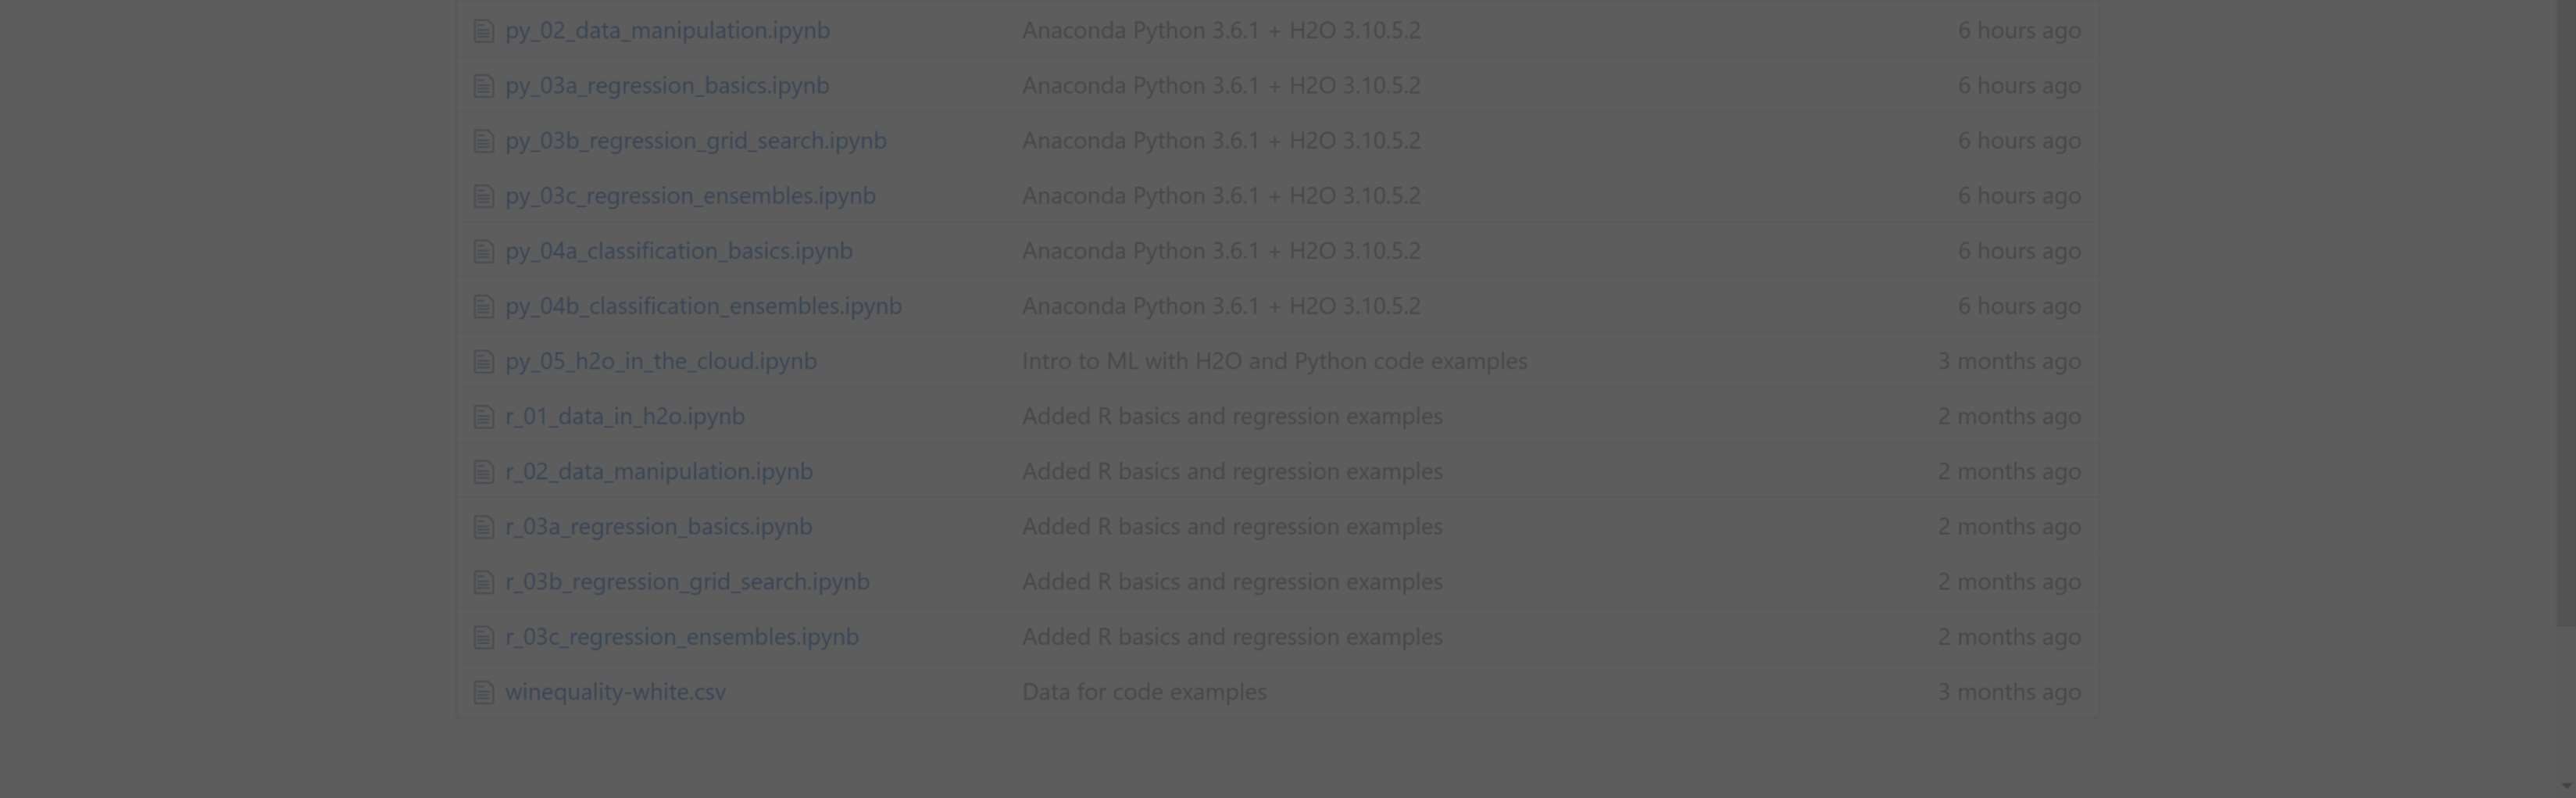 py_02_data_manipulation.ipynb Anaconda Python 3.6.1 + H2O 3.10.5.2 6 hours ago
py_03a_regression_basics.ipynb Anaconda Python 3.6.1 + H2O 3.10.5.2 6 hours ago
py_03b_regression_grid_search.ipynb Anaconda Python 3.6.1 + H2O 3.10.5.2 6 hours ago
py_03c_regression_ensembles.ipynb Anaconda Python 3.6.1 + H2O 3.10.5.2 6 hours ago
py_04a_classification_basics.ipynb Anaconda Python 3.6.1 + H2O 3.10.5.2 6 hours ago
py_04b_classification_ensembles.ipynb Anaconda Python 3.6.1 + H2O 3.10.5.2 6 hours ago
py_05_h2o_in_the_cloud.ipynb Intro to ML with H2O and Python code examples 3 months ago
r_01_data_in_h2o.ipynb Added R basics and regression examples 2 months ago
r_02_data_manipulation.ipynb Added R basics and regression examples 2 months ago
r_03a_regression_basics.ipynb Added R basics and regression examples 2 months ago
r_03b_regression_grid_search.ipynb Added R basics and regression examples 2 months ago
r_03c_regression_ensembles.ipynb Added R basics and regression examples 2 months ago
winequality-white.csv Data for code examples 3 months ago